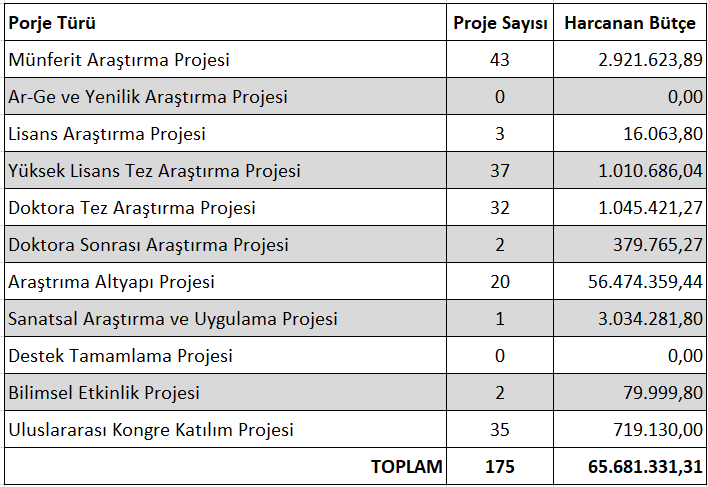 Porje Türü Proje Sayısı Harcanan Bütçe
Münferit Araştırma Projesi 43 2.921.623,89
Ar-Ge ve Yenilik Araştırma Projesi 0 0,00
Lisans Araştırma Projesi 3 16.063,80
Yüksek Lisans Tez Araştırma Projesi 37 1.010.686,04
Doktora Tez Araştırma Projesi 32 1.045.421,27
Doktora Sonrası Araştırma Projesi 2 379.765,27
Araştrıma Altyapı Projesi 20 56.474.359,44
Sanatsal Araştırma ve Uygulama Projesi 1 3.034.281,80
Destek Tamamlama Projesi 0 0,00
Bilimsel Etkinlik Projesi 2 79.999,80
Uluslararası Kongre Katılım Projesi 35 719.130,00
TOPLAM 175 65.681.331,31